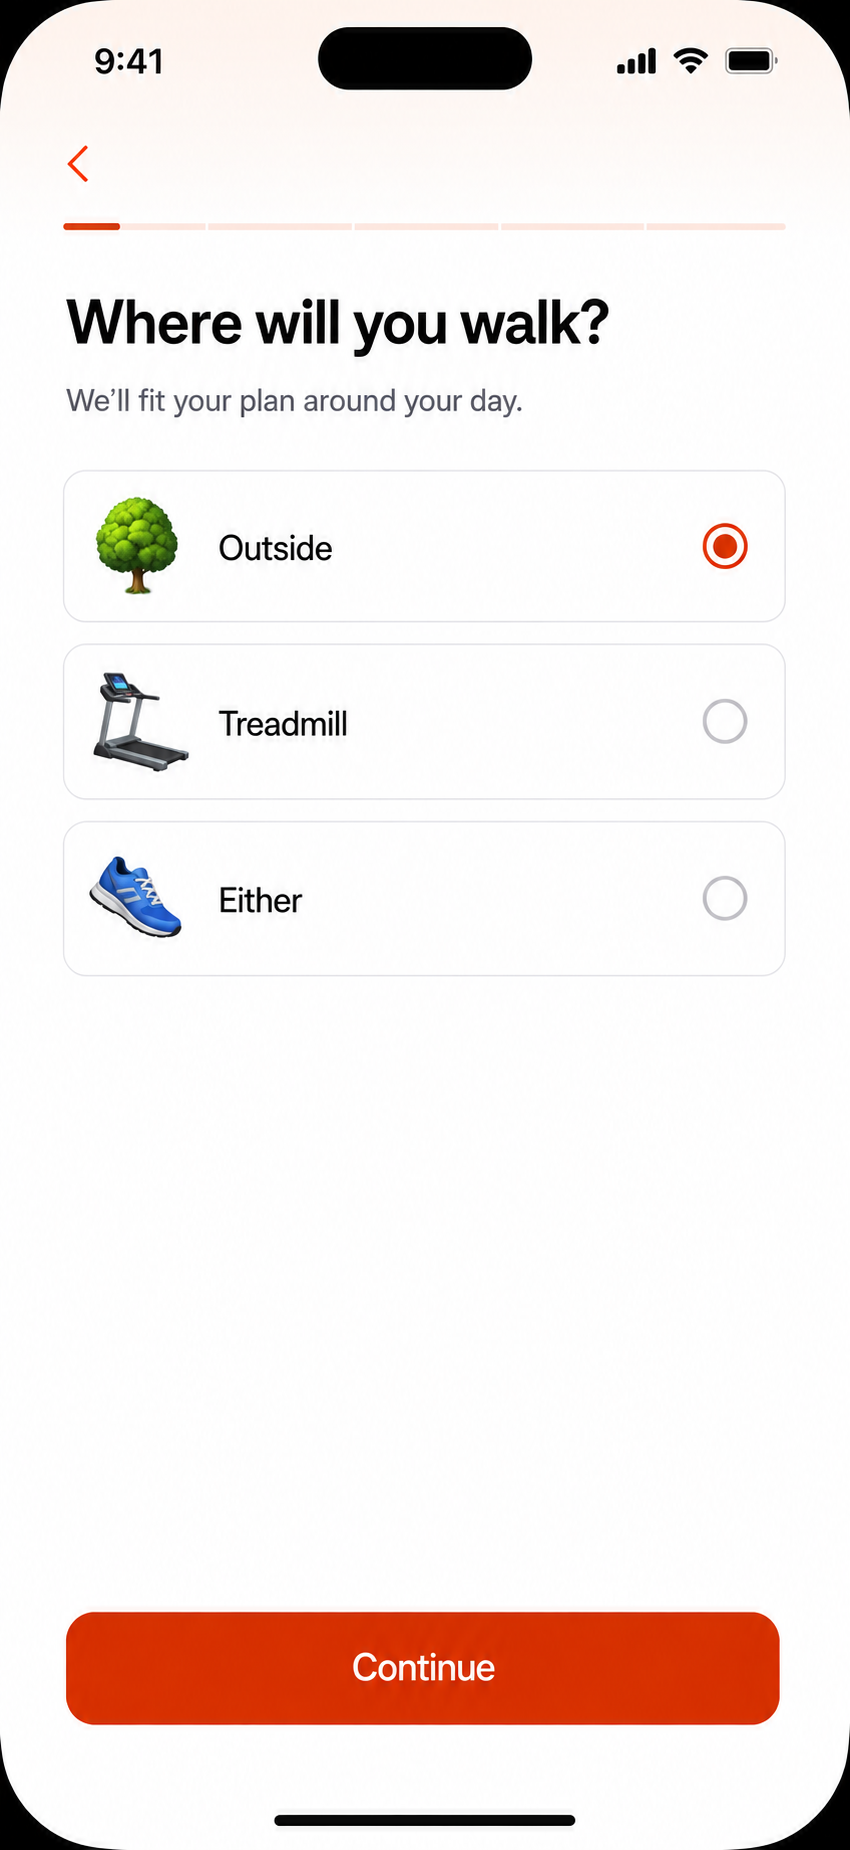 9:41
Where will you walk?
We’ll fit your plan around your day.
Outside
Treadmill
Either
Continue